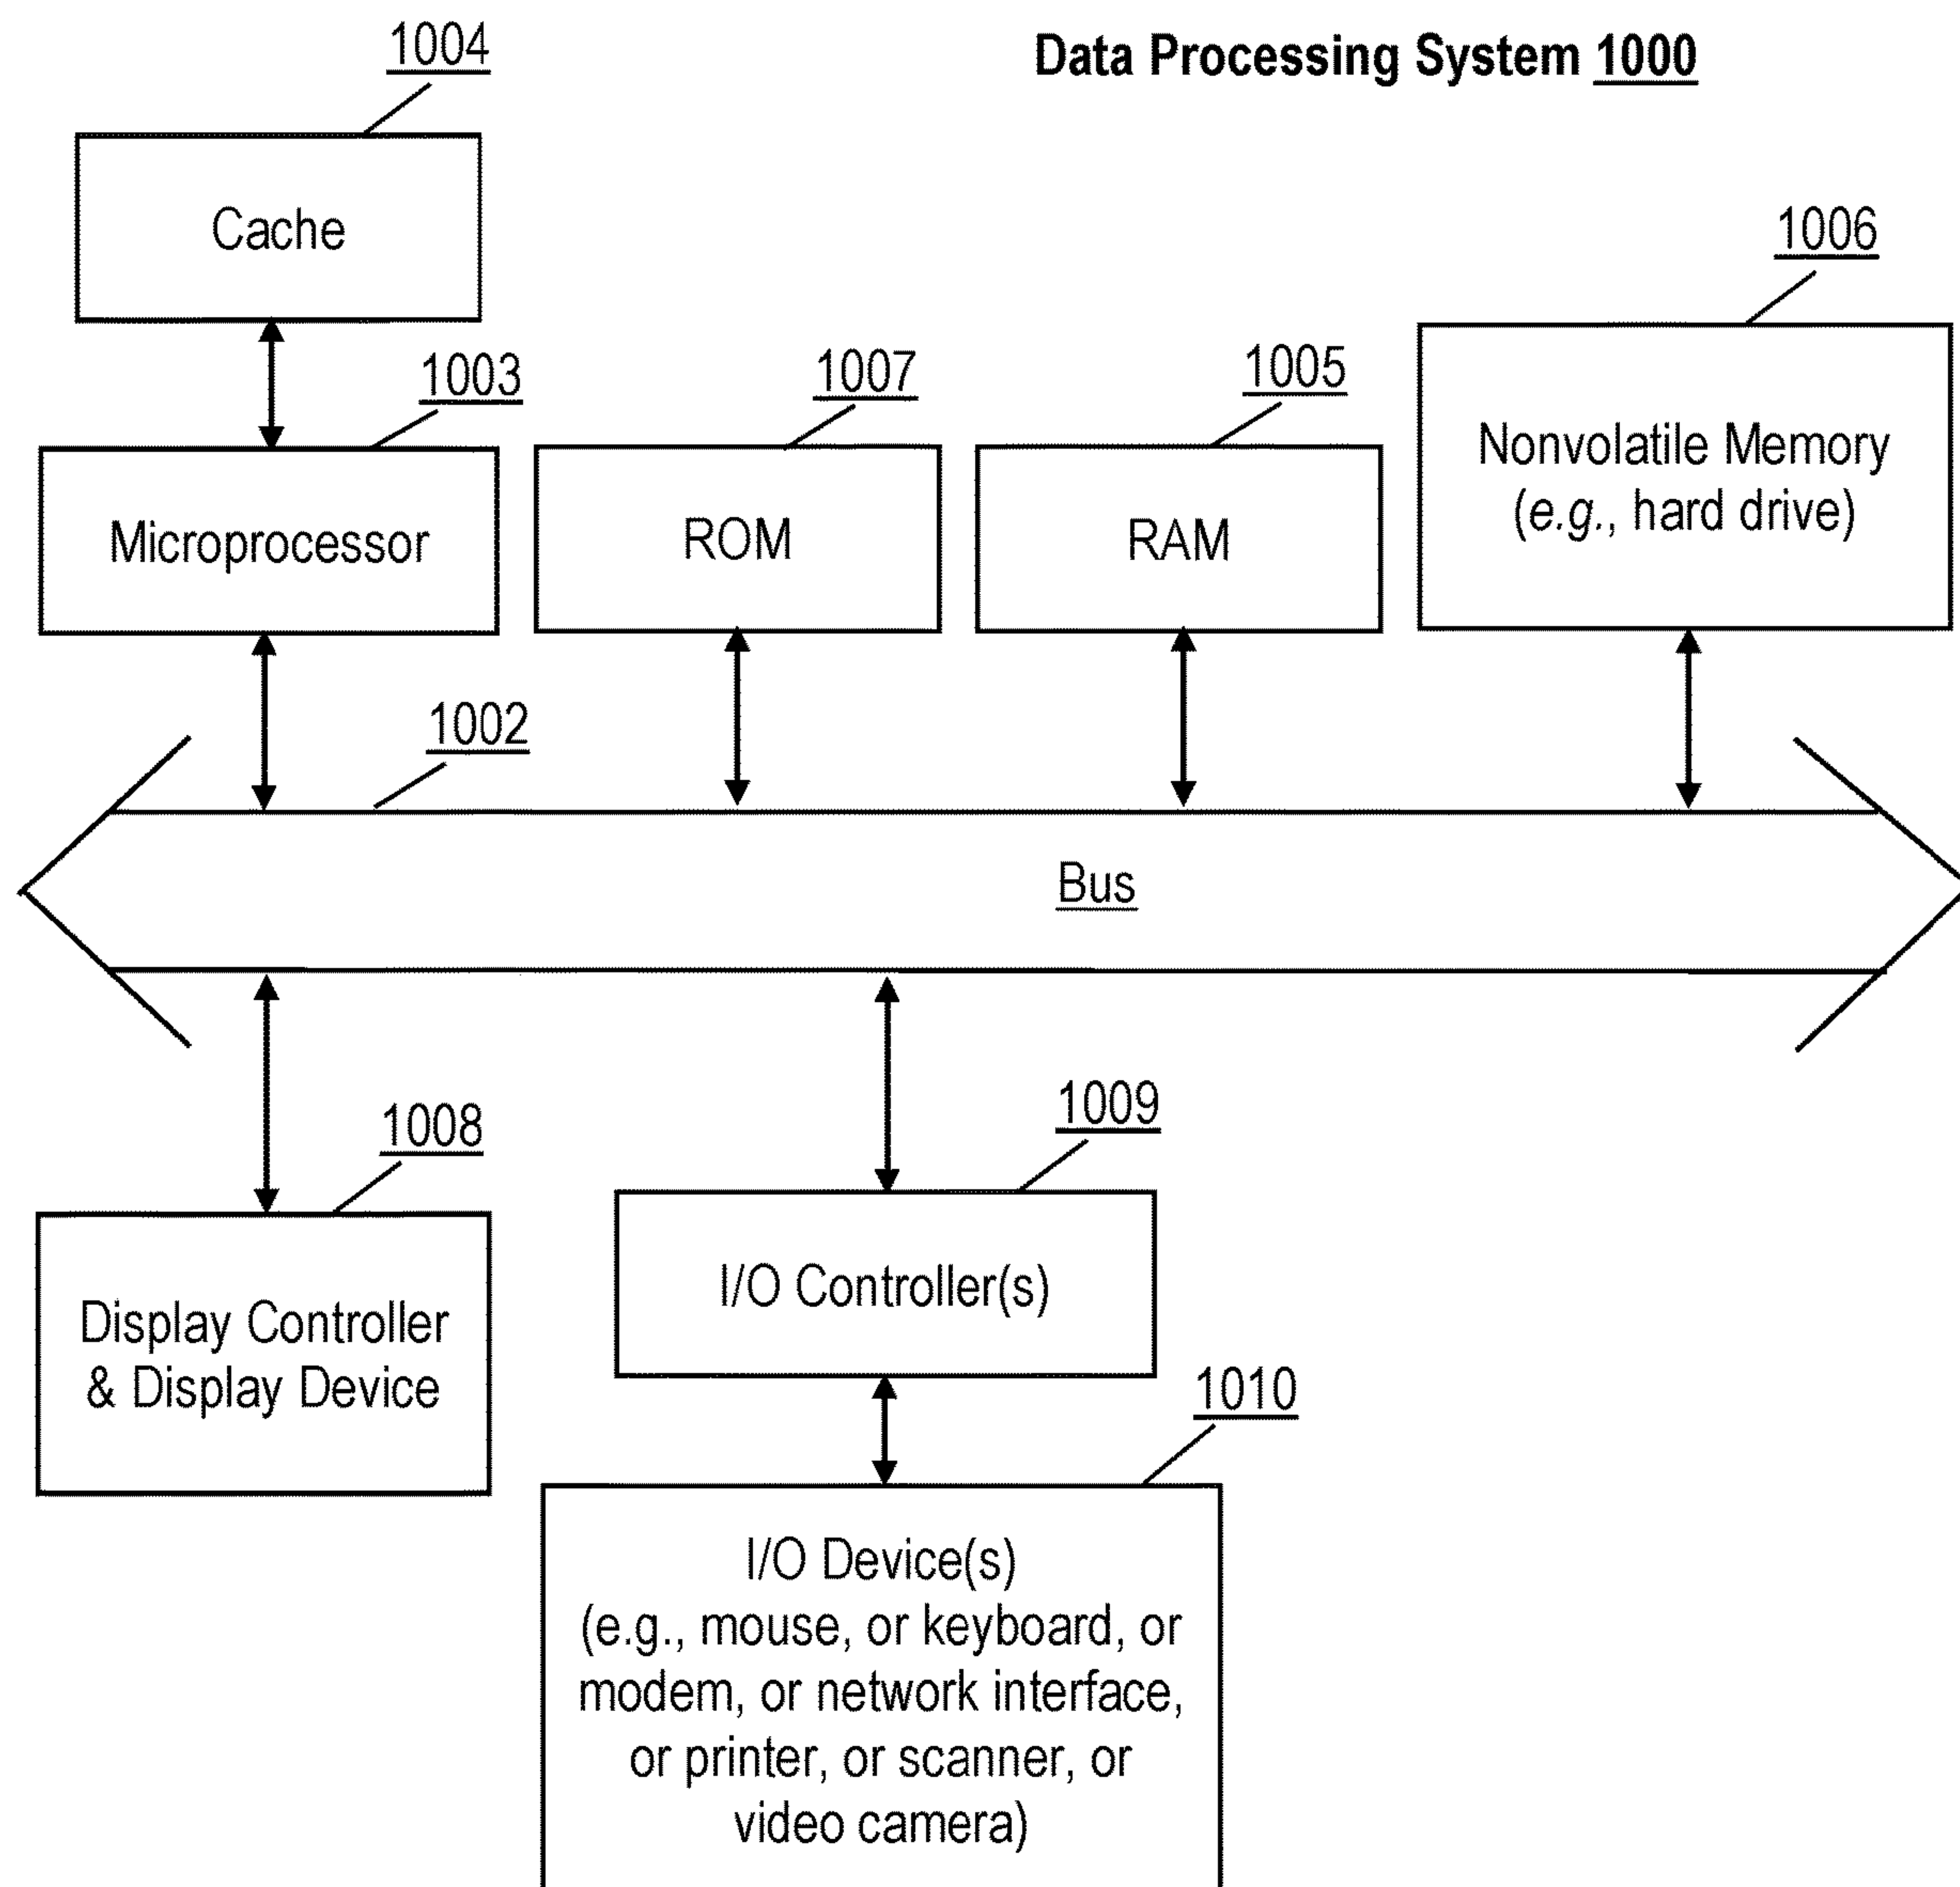 Data Processing System 1000
1004
Cache
1006
1003
1007
1005
Nonvolatile Memory
(e.g., hard drive)
Microprocessor
ROM
RAM
1002
Bus
1008
1009
Display Controller
& Display Device
I/O Controller(s)
1010
I/O Device(s)
(e.g., mouse, or keyboard, or
modem, or network interface,
or printer, or scanner, or
video camera)